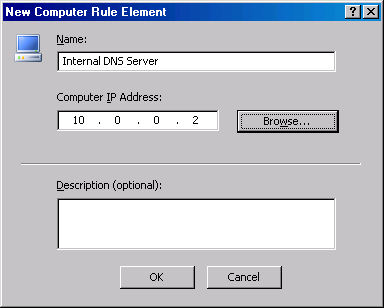 New Computer Rule Element
Name:
Internal DNS Server
Computer IP Address:
10 . 0 . 0 . 2
Browse...
Description (optional):
OK
Cancel